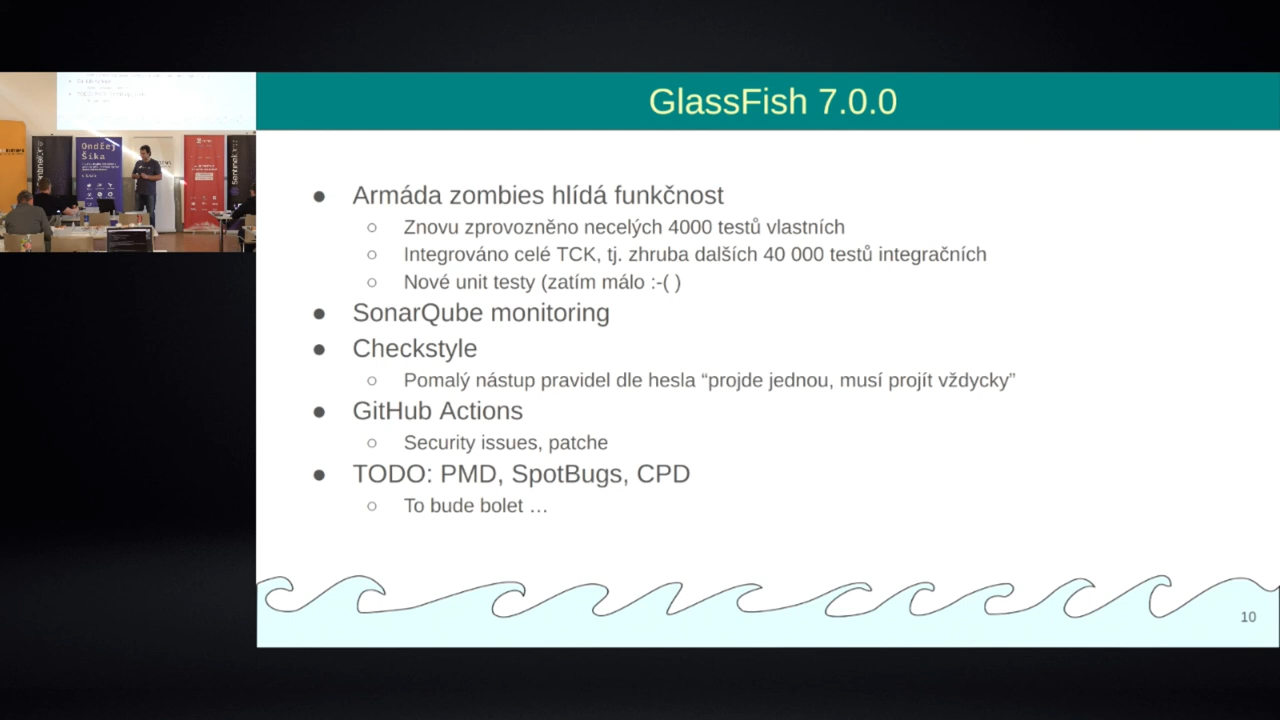 GlassFish 7.0.0
Ondřej
Šika
● Armáda zombies hlídá funkčnost
○ Znovu zprovozněno necelých 4000 testů vlastních
○ Integrováno celé TCK, tj. zhruba dalších 40 000 testů integračních
○ Nové unit testy (zatím málo :-( )
● SonarQube monitoring
● Checkstyle
○ Pomalý nástup pravidel dle hesla “projde jednou, musí projít vždycky”
● GitHub Actions
○ Security issues, patche
● TODO: PMD, SpotBugs, CPD
○ To bude bolet …
10